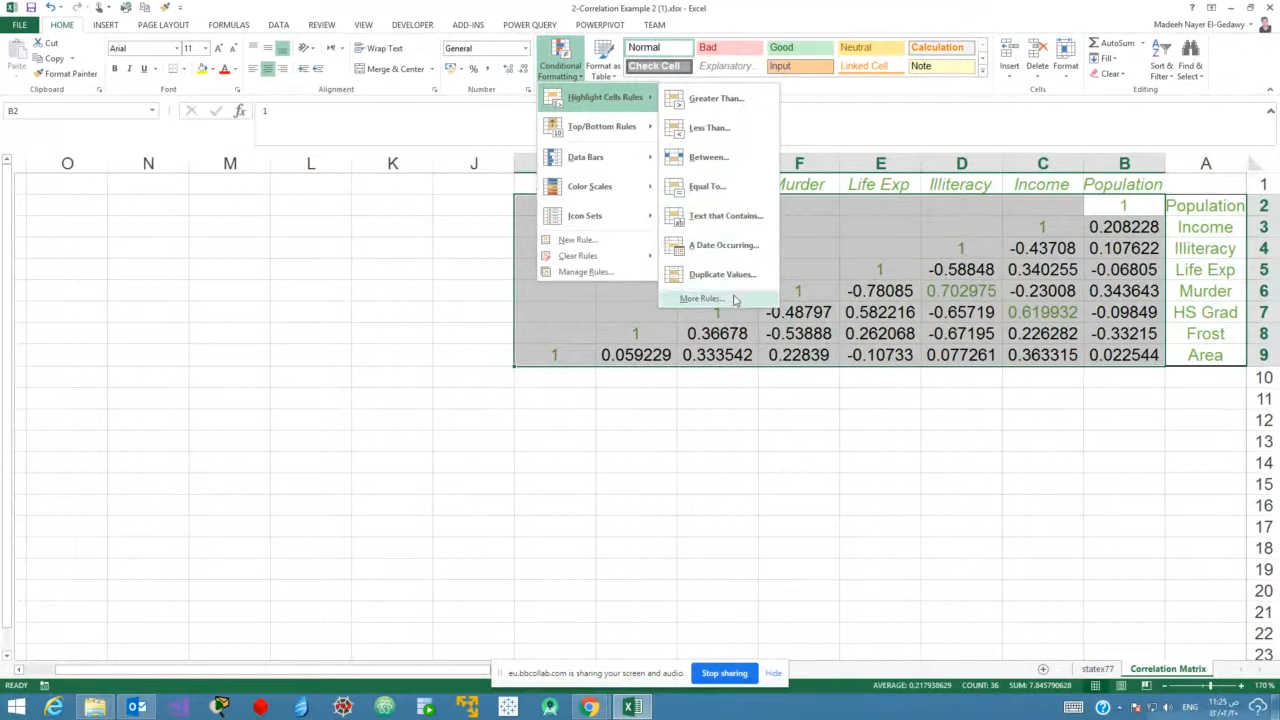 2-Correlation Example 2 (1).xlsx - Excel
FILE HOME INSERT PAGE LAYOUT FORMULAS DATA REVIEW VIEW DEVELOPER ADD-INS POWER QUERY POWERPIVOT TEAM
Madeeh Nayer El-Gedawy
Paste
Cut
Copy
Format Painter
Clipboard
Arial 11
B I U
Font
Wrap Text
Merge & Center
Alignment
General
$ % ,
Number
Conditional Formatting
Format as Table
Normal Bad Good Neutral Calculation
Check Cell Explanatory... Input Linked Cell Note
Insert Delete Format
Cells
AutoSum
Fill
Clear
Sort & Filter
Find & Select
Editing
B2
fx 1
Highlight Cells Rules
Top/Bottom Rules
Data Bars
Color Scales
Icon Sets
New Rule...
Clear Rules
Manage Rules...
Greater Than...
Less Than...
Between...
Equal To...
Text that Contains...
A Date Occurring...
Duplicate Values...
More Rules...
O N M L K J F E D C B A
Murder Life Exp Illiteracy Income Population 1
1 Population 2
1 0.208228 Income 3
1 -0.43708 0.107622 Illiteracy 4
1 -0.58848 0.340255 -0.06805 Life Exp 5
1 -0.78085 0.702975 -0.23008 0.343643 Murder 6
1 -0.48797 0.582216 -0.65719 0.619932 -0.09849 HS Grad 7
1 0.36678 -0.53888 0.262068 -0.67195 0.226282 -0.33215 Frost 8
1 0.059229 0.333542 0.22839 -0.10733 0.077261 0.363315 0.022544 Area 9
10
11
12
13
14
15
16
17
18
19
20
21
22
23
eu.bbcollab.com is sharing your screen and audio. Stop sharing Hide
statex77 Correlation Matrix
READY
AVERAGE: 0.217938629 COUNT: 36 SUM: 7.845790628
170 %
11:25 ص